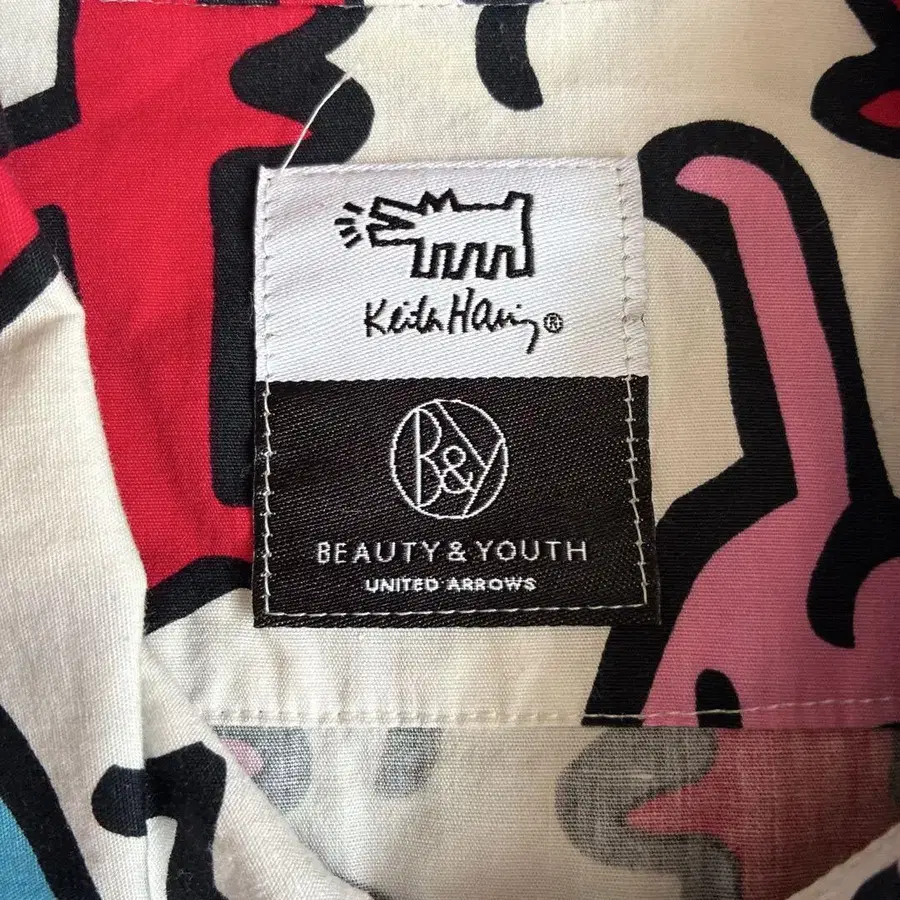 Keith Haring®
B&Y
BEAUTY & YOUTH
UNITED ARROWS